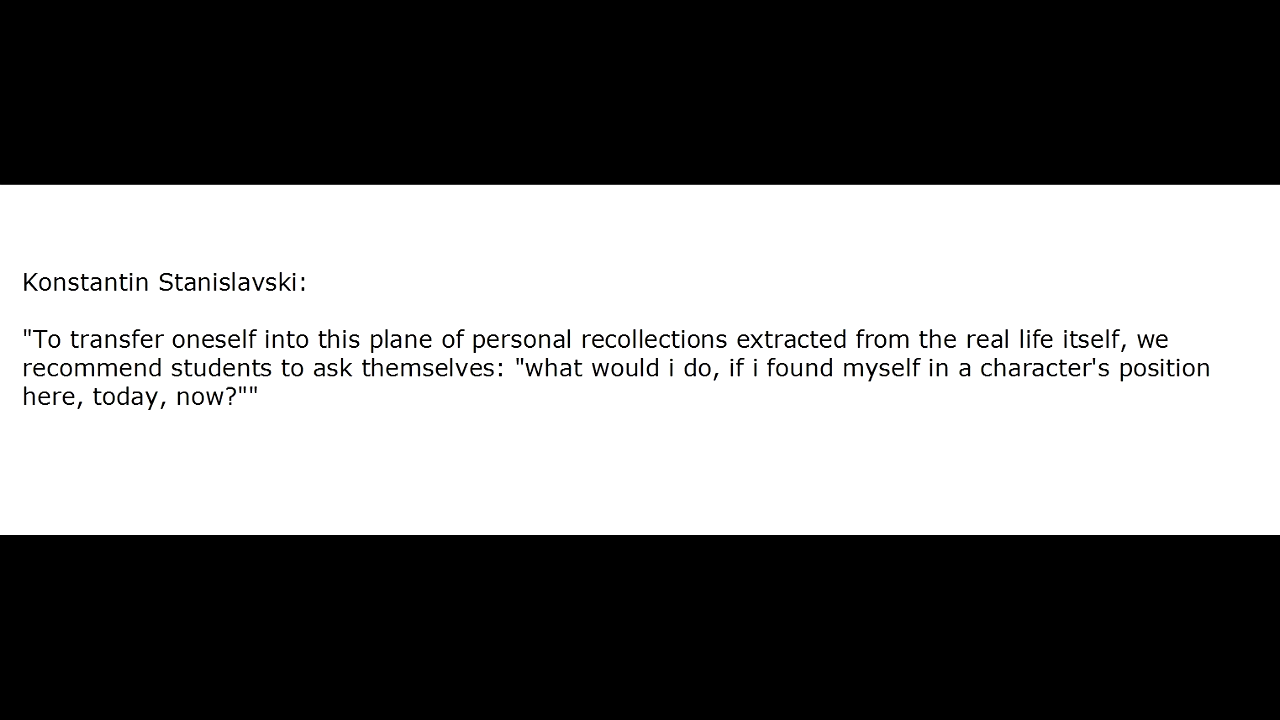 Konstantin Stanislavski:
"To transfer oneself into this plane of personal recollections extracted from the real life itself, we
recommend students to ask themselves: "what would i do, if i found myself in a character's position
here, today, now?""